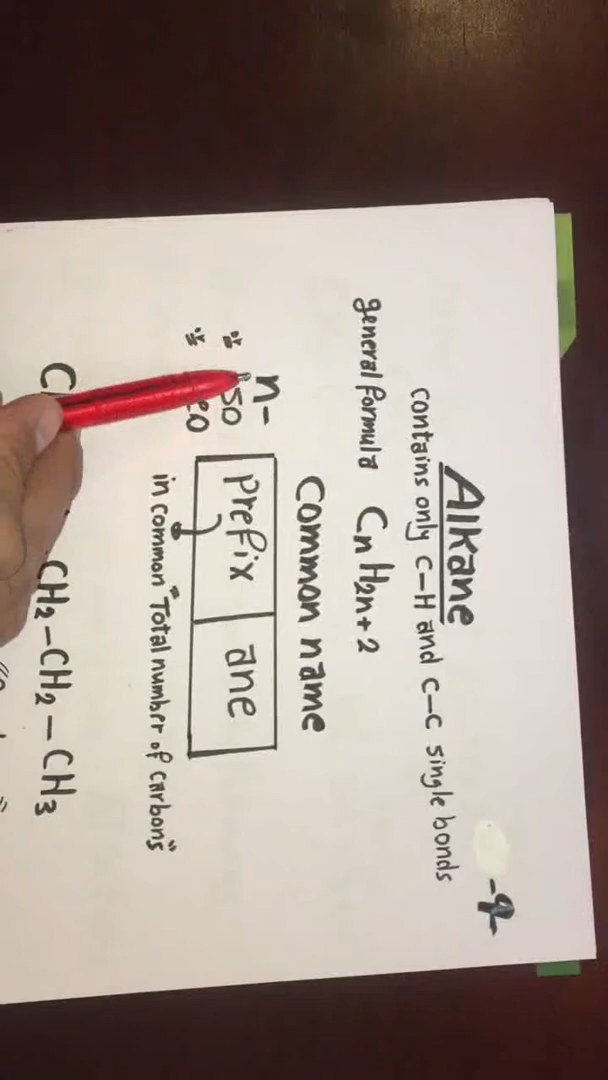 -9-
Alkane
contains only C-H and C-C single bonds
general formula CnH2n+2
Common name
n-
prefix ane
in common "Total number of carbons"
CH2-CH2-CH3